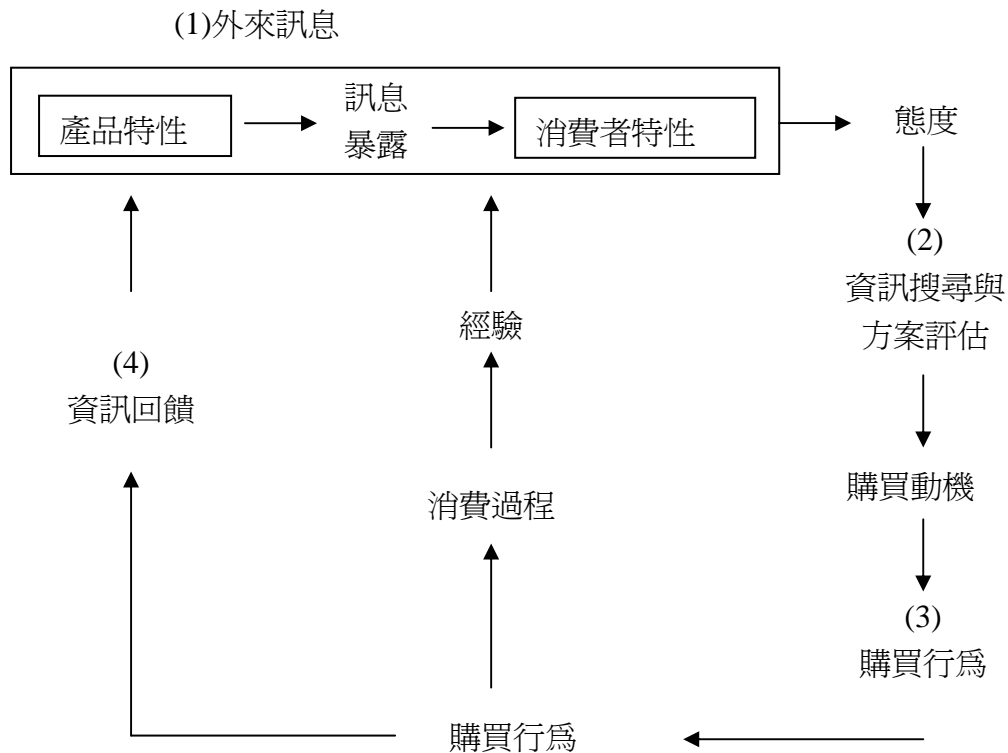 (1)外來訊息
產品特性
訊息
暴露
消費者特性
態度
(2)
資訊搜尋與
方案評估
經驗
(4)
資訊回饋
購買動機
消費過程
(3)
購買行爲
購買行爲